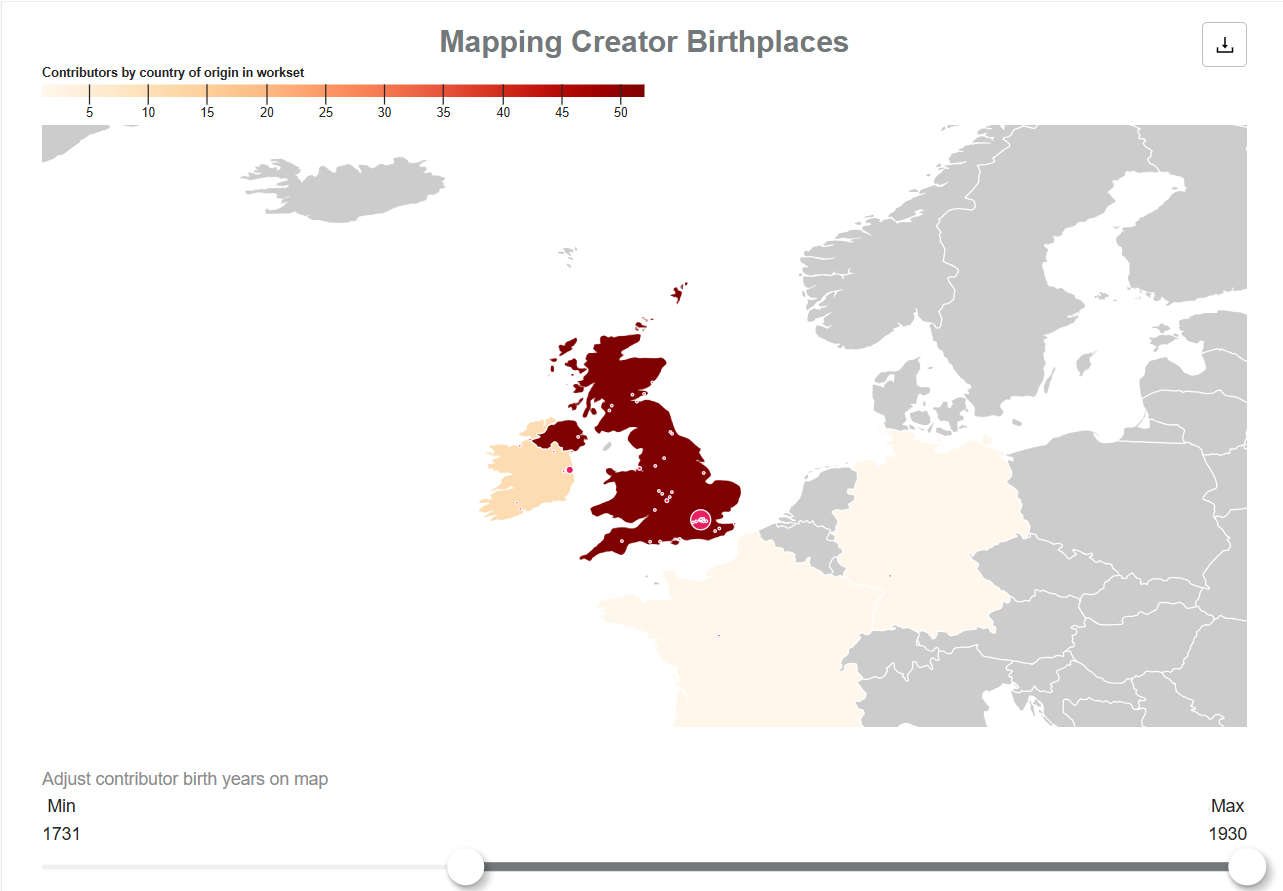 Mapping Creator Birthplaces
Contributors by country of origin in workset
5 10 15 20 25 30 35 40 45 50
Adjust contributor birth years on map
Min Max
1731 1930